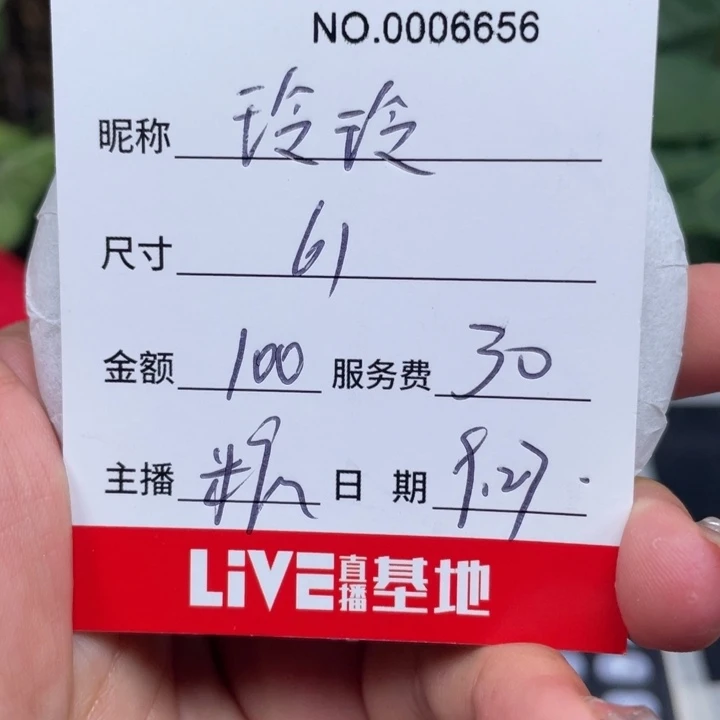 NO.0006656
昵称 玲玲
尺寸 61
金额 100 服务费 30
主播 日期 9.27.
LiVE直播基地